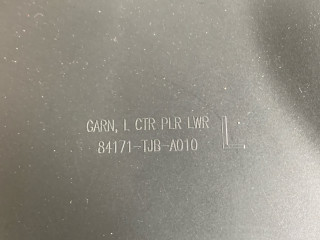 GARN, L CTR PLR LWR L
84171-TJB-A010